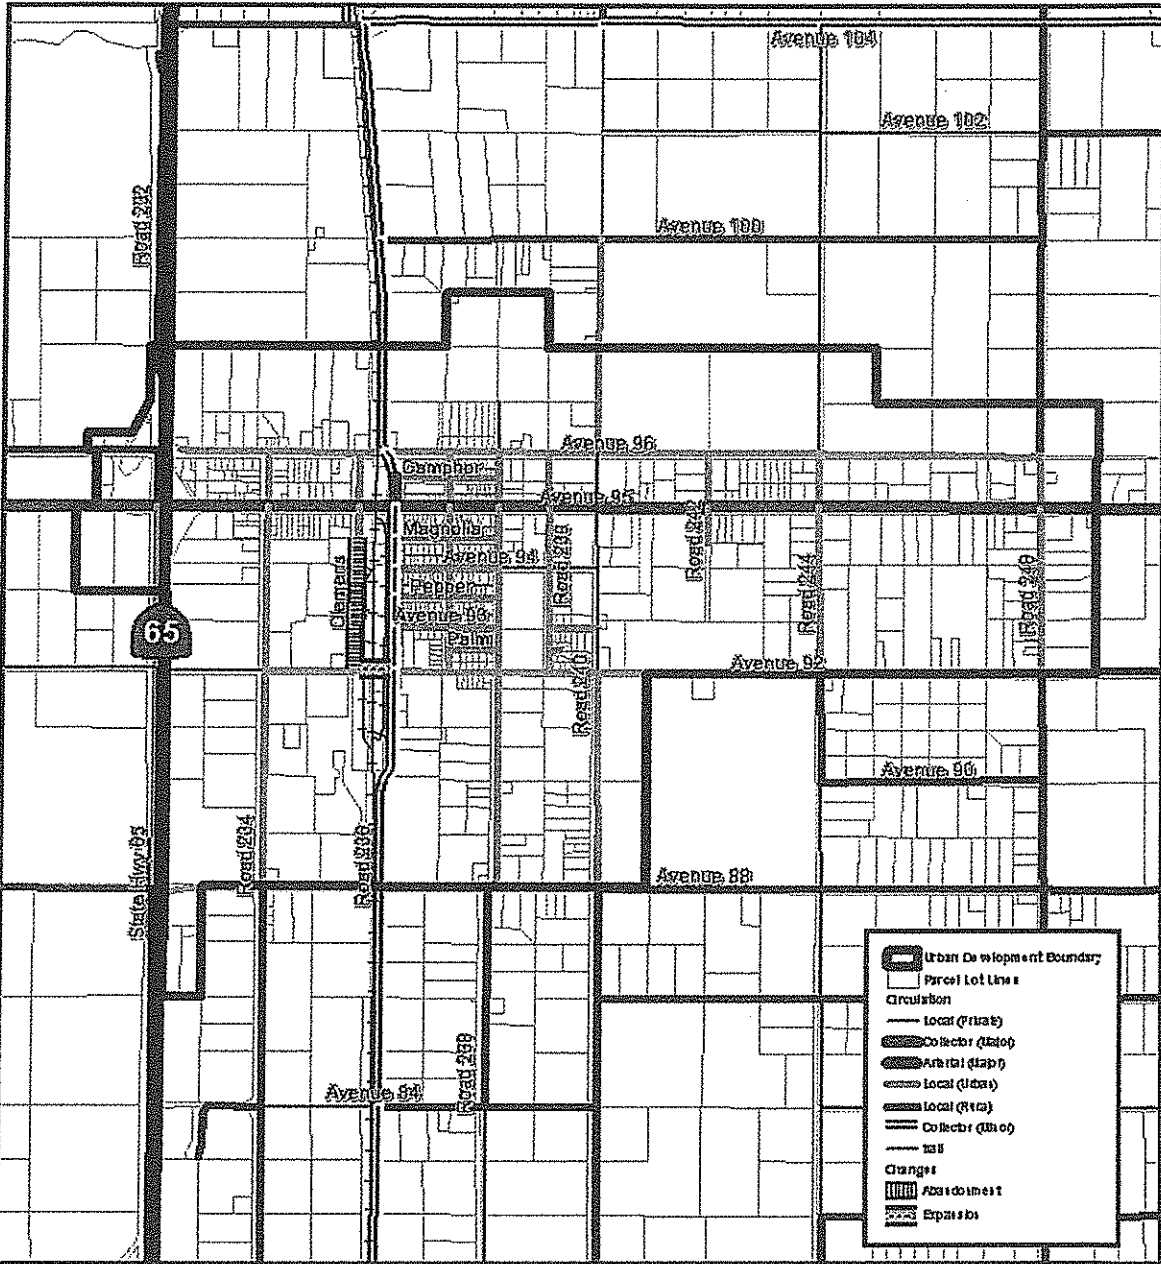 Avenue 104
Avenue 102
Road 232
Avenue 100
Avenue 96
Camphor
Avenue 95
Magnolia
Avenue 94
Road 238
Road 242
Road 244
Road 249
Clemens
Pepper
Avenue 93
Palm
65
Avenue 92
Road 240
Avenue 90
Road 234
Road 236
Avenue 88
State Hwy 65
Road 238
Avenue 84
Urban Development Boundary
Parcel Lot Lines
Circulation
Local (Private)
Collector (Major)
Arterial (Major)
Local (Urban)
Local (Rural)
Collector (Minor)
Rail
Changes
Abandonment
Expansion